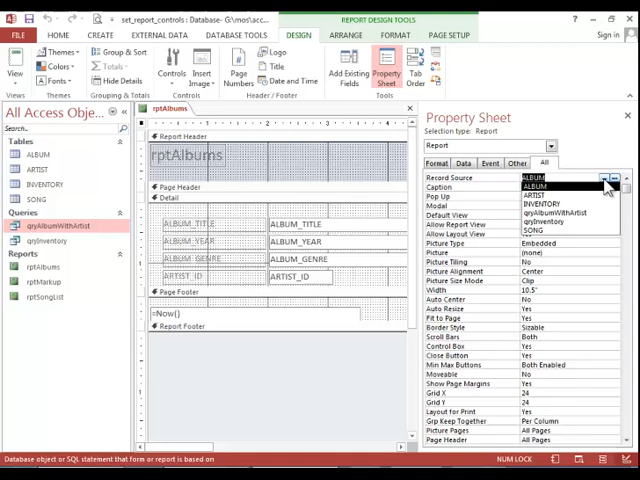 set_report_controls : Database- G:\mos\acc...
REPORT DESIGN TOOLS
Sign in
FILE HOME CREATE EXTERNAL DATA DATABASE TOOLS DESIGN ARRANGE FORMAT PAGE SETUP
View
Views
Themes
Colors
Fonts
Themes
Group & Sort
Totals
Hide Details
Grouping & Totals
Controls
Insert Image
Controls
Page Numbers
Logo
Title
Date and Time
Header / Footer
Add Existing Fields
Property Sheet
Tab Order
Tools
All Access Obje...
Search...
Tables
ALBUM
ARTIST
INVENTORY
SONG
Queries
qryAlbumWithArtist
qryInventory
Reports
rptAlbums
rptMarkup
rptSongList
rptAlbums
1 2 3 4
Report Header
rptAlbums
Page Header
Detail
ALBUM_TITLE ALBUM_TITLE
ALBUM_YEAR ALBUM_YEAR
ALBUM_GENRE ALBUM_GENRE
ARTIST_ID ARTIST_ID
Page Footer
=Now()
Report Footer
Property Sheet
Selection type: Report
Report
Format Data Event Other All
Record Source ALBUM
Caption
Pop Up
Modal
Default View
Allow Report View
Allow Layout View
ALBUM
ARTIST
INVENTORY
qryAlbumWithArtist
qryInventory
SONG
Picture Type Embedded
Picture (none)
Picture Tiling No
Picture Alignment Center
Picture Size Mode Clip
Width 10.5"
Auto Center No
Auto Resize Yes
Fit to Page Yes
Border Style Sizable
Scroll Bars Both
Control Box Yes
Close Button Yes
Min Max Buttons Both Enabled
Moveable No
Show Page Margins Yes
Grid X 24
Grid Y 24
Layout for Print Yes
Grp Keep Together Per Column
Picture Pages All Pages
Page Header All Pages
Database object or SQL statement that form or report is based on
NUM LOCK